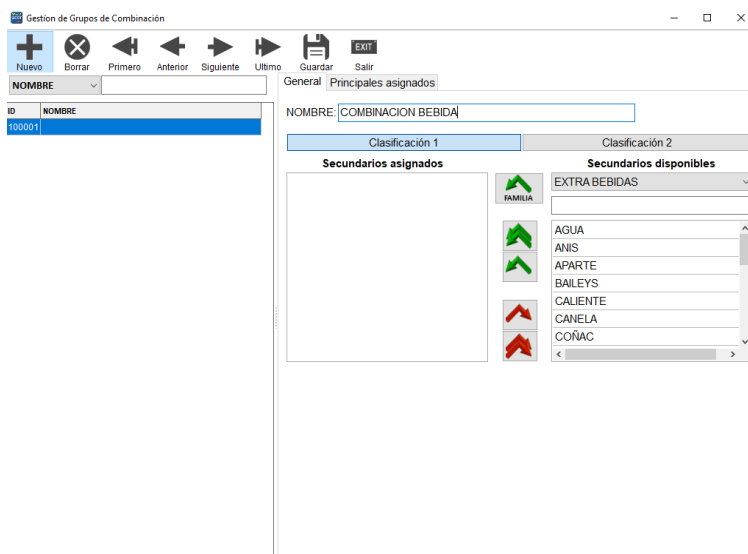 Gestíon de Grupos de Combinación
Nuevo Borrar Primero Anterior Siguiente Ultimo Guardar EXIT Salir
NOMBRE
General Principales asignados
ID NOMBRE
100001
NOMBRE: COMBINACION BEBIDA
Clasificación 1 Clasificación 2
Secundarios asignados Secundarios disponibles
FAMILIA
EXTRA BEBIDAS
AGUA
ANIS
APARTE
BAILEYS
CALIENTE
CANELA
COÑAC